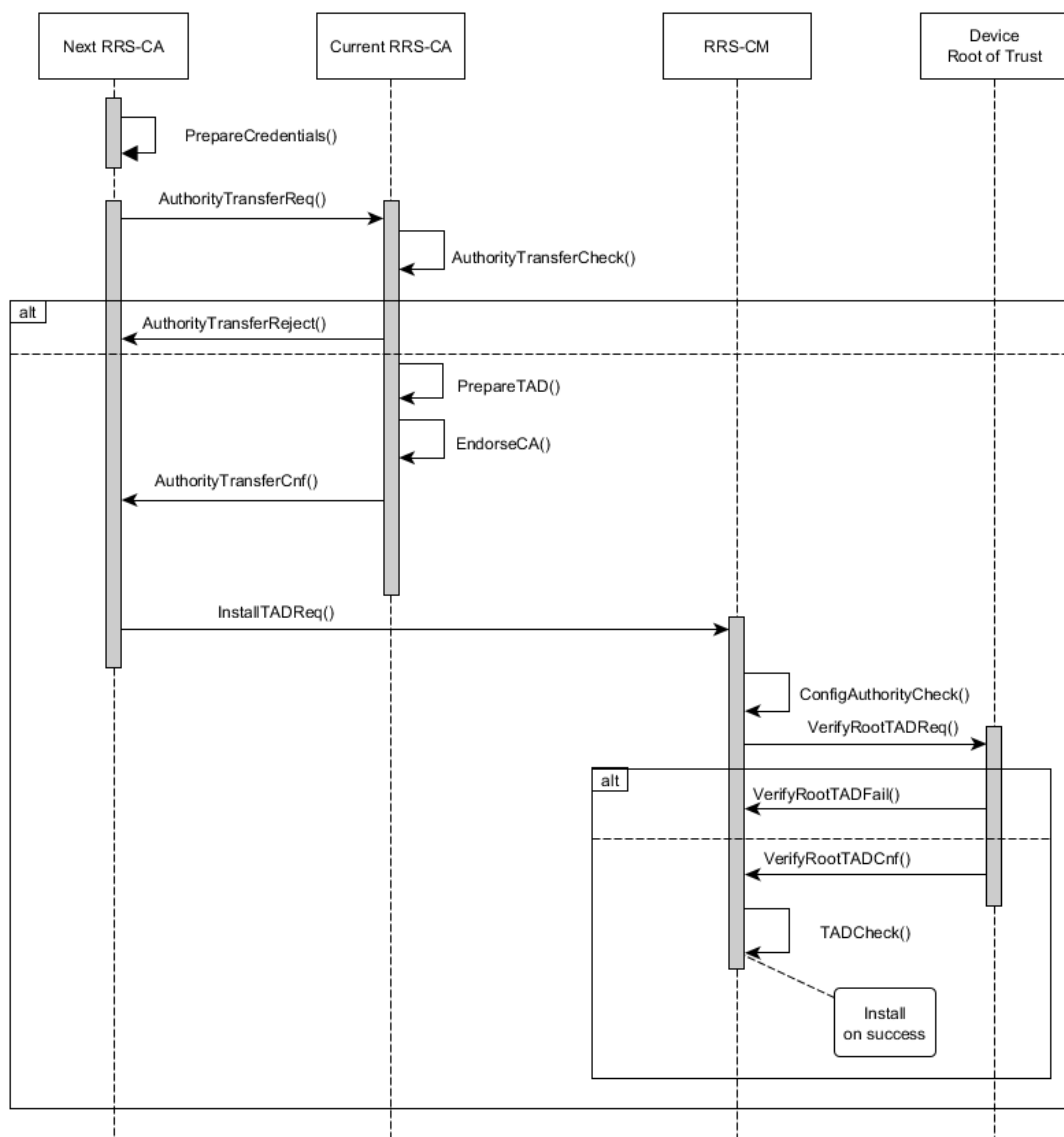 Next RRS-CA
Current RRS-CA
RRS-CM
Device
Root of Trust
PrepareCredentials()
AuthorityTransferReq()
AuthorityTransferCheck()
alt
AuthorityTransferReject()
PrepareTAD()
EndorseCA()
AuthorityTransferCnf()
InstallTADReq()
ConfigAuthorityCheck()
VerifyRootTADReq()
alt
VerifyRootTADFail()
VerifyRootTADCnf()
TADCheck()
Install
on success